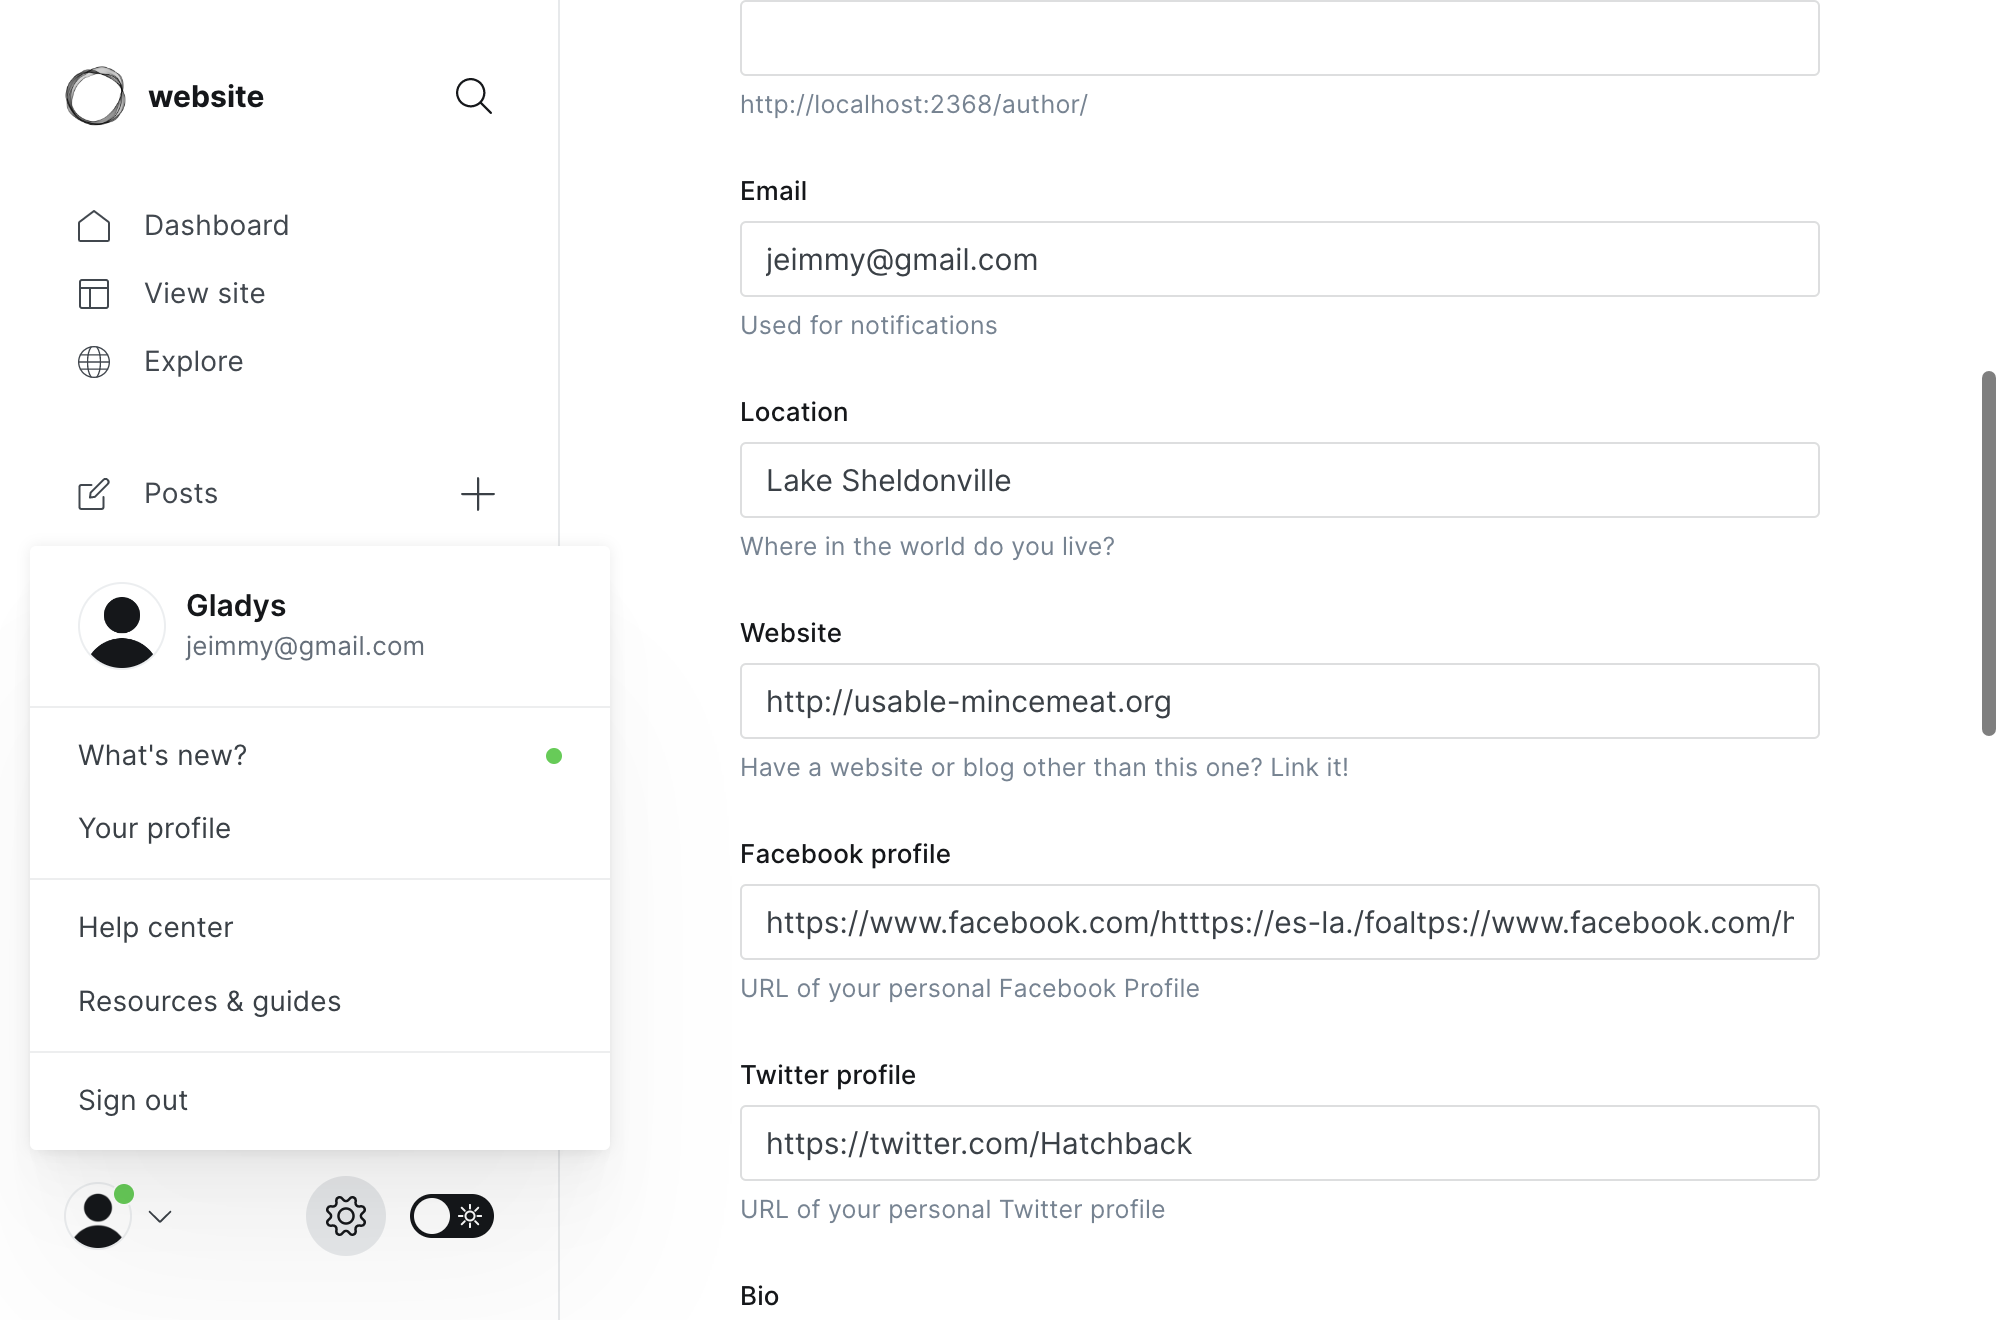 website
Dashboard
View site
Explore
Posts
Gladys
jeimmy@gmail.com
What's new?
Your profile
Help center
Resources & guides
Sign out
http://localhost:2368/author/
Email
jeimmy@gmail.com
Used for notifications
Location
Lake Sheldonville
Where in the world do you live?
Website
http://usable-mincemeat.org
Have a website or blog other than this one? Link it!
Facebook profile
https://www.facebook.com/htttps://es-la./foaltps://www.facebook.com/h
URL of your personal Facebook Profile
Twitter profile
https://twitter.com/Hatchback
URL of your personal Twitter profile
Bio